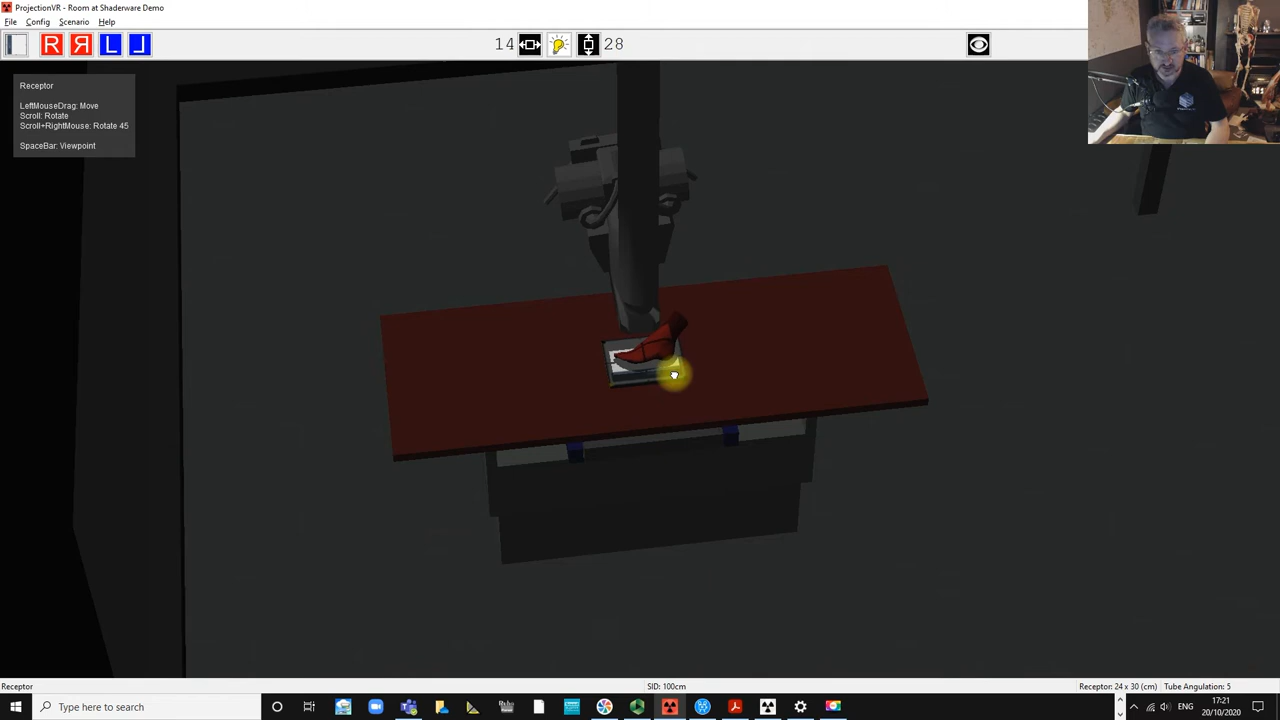 ProjectionVR - Room at Shaderware Demo
File Config Scenario Help
R R L L 14 28
Receptor
LeftMouseDrag: Move
Scroll: Rotate
Scroll+RightMouse: Rotate 45
SpaceBar: Viewpoint
Receptor SID: 100cm Receptor: 24 x 30 (cm) Tube Angulation: 5
Type here to search
ENG
17:21
20/10/2020